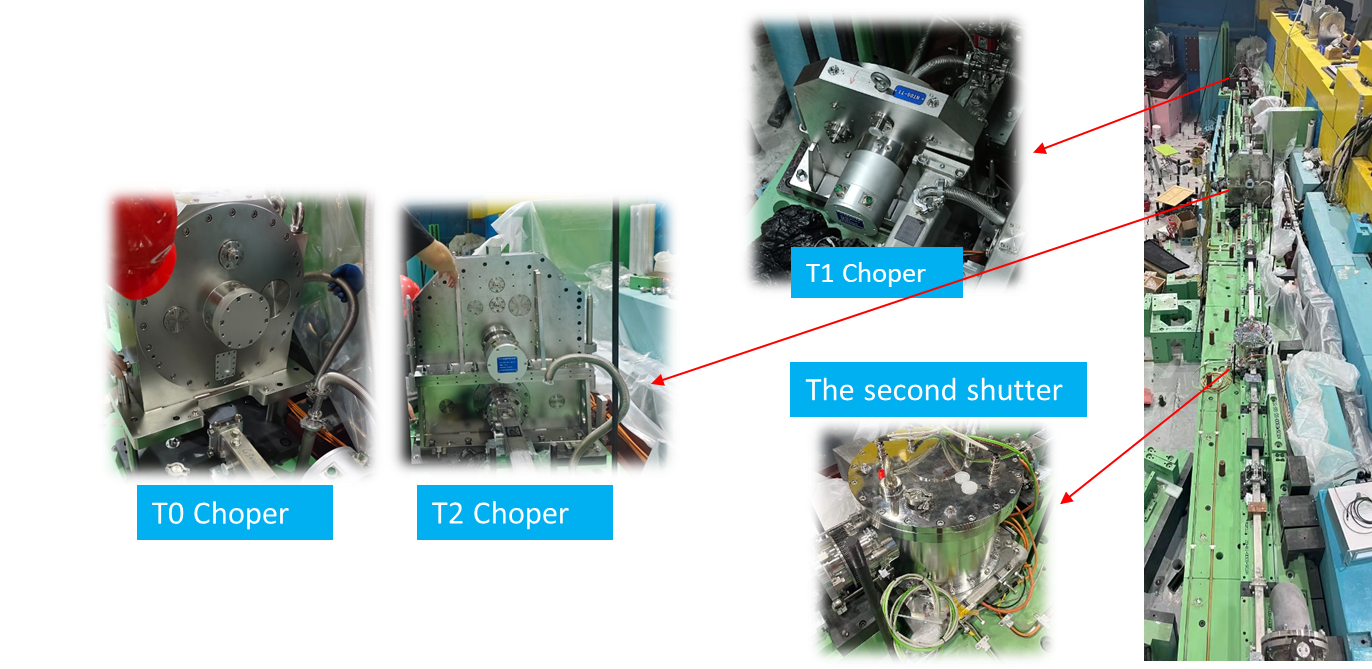 T1 Choper
The second shutter
T0 Choper
T2 Choper